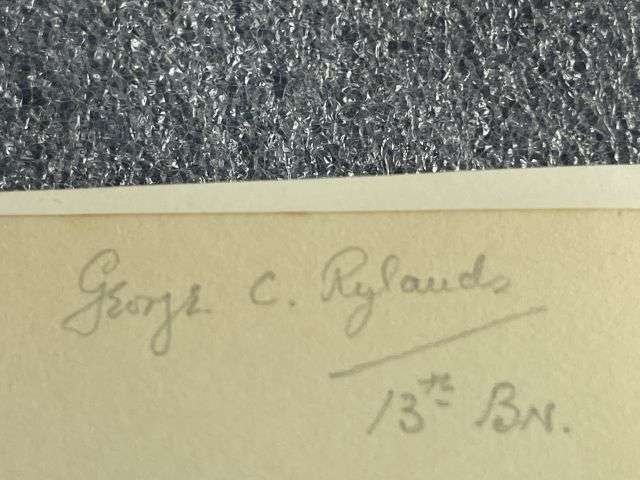 George C. Rylands
13th Bn.